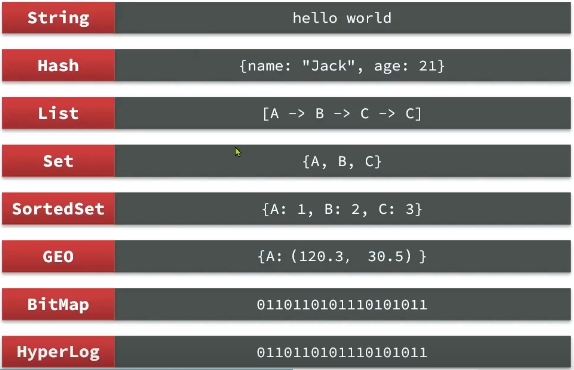 String hello world
Hash {name: "Jack", age: 21}
List [A -> B -> C -> C]
Set {A, B, C}
SortedSet {A: 1, B: 2, C: 3}
GEO {A: (120.3, 30.5) }
BitMap 0110110101110101011
HyperLog 0110110101110101011